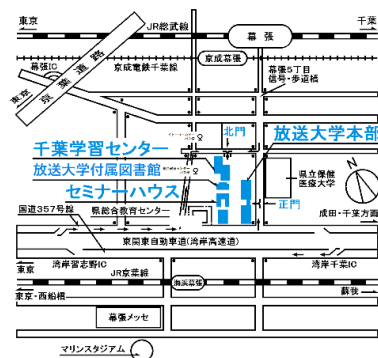 東京
JR総武線
千葉
幕張
京葉道路
幕張IC
京成電鉄千葉線
京成幕張
東京
幕張5丁目
信号・歩道橋
北門
放送大学本部
千葉学習センター
放送大学付属図書館
セミナーハウス
県立保健
医療大学
国道357号線
県総合教育センター
正門
成田・千葉方面
東関東自動車道(湾岸高速道)
東京
湾岸習志野IC
湾岸千葉IC
JR京葉線
東京・西船橋
海浜幕張
蘇我
幕張メッセ
マリンスタジアム